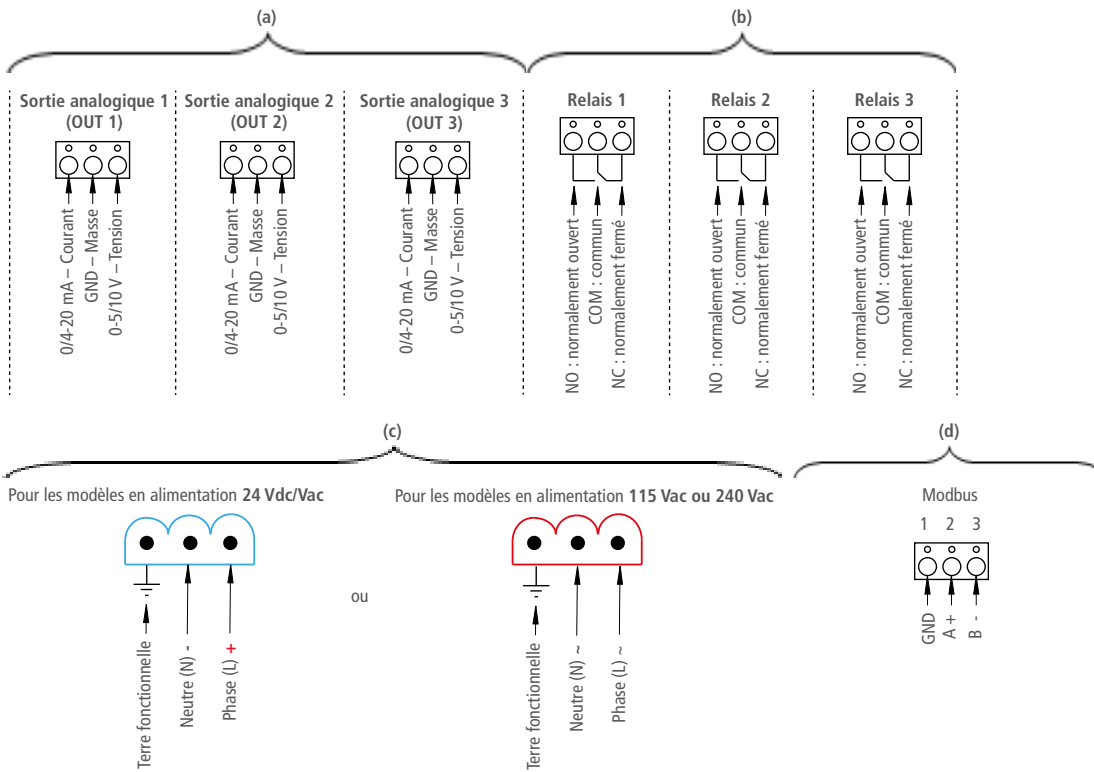 (a)
(b)
Sortie analogique 1
(OUT 1)
Sortie analogique 2
(OUT 2)
Sortie analogique 3
(OUT 3)
Relais 1
Relais 2
Relais 3
0/4-20 mA – Courant
GND – Masse
0-5/10 V – Tension
0/4-20 mA – Courant
GND – Masse
0-5/10 V – Tension
0/4-20 mA – Courant
GND – Masse
0-5/10 V – Tension
NO : normalement ouvert
COM : commun
NC : normalement fermé
NO : normalement ouvert
COM : commun
NC : normalement fermé
NO : normalement ouvert
COM : commun
NC : normalement fermé
(c)
(d)
Pour les modèles en alimentation 24 Vdc/Vac
Pour les modèles en alimentation 115 Vac ou 240 Vac
Modbus
1 2 3
ou
Terre fonctionnelle
Neutre (N) -
Phase (L) +
Terre fonctionnelle
Neutre (N) ~
Phase (L) ~
GND
A +
B -